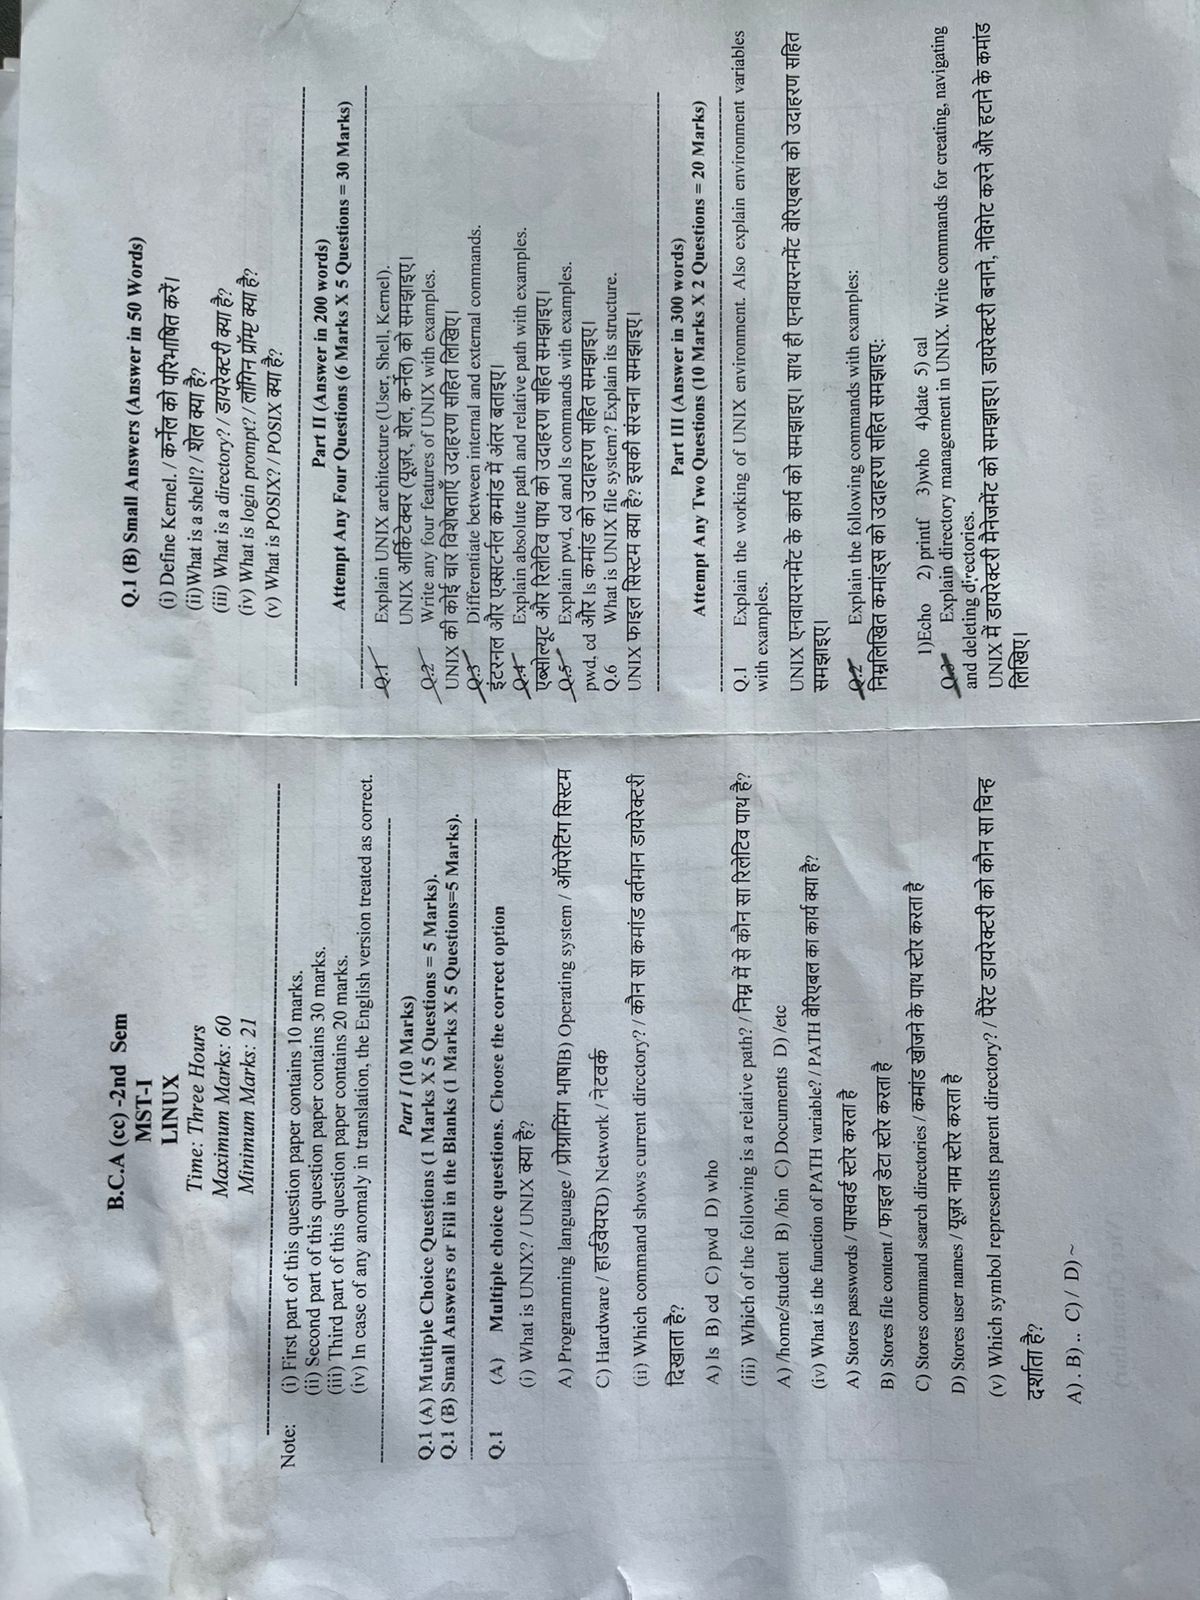 B.C.A (cc) -2nd Sem
MST-I
LINUX
Time: Three Hours
Maximum Marks: 60
Minimum Marks: 21
Note: (i) First part of this question paper contains 10 marks.
(ii) Second part of this question paper contains 30 marks.
(iii) Third part of this question paper contains 20 marks.
(iv) In case of any anomaly in translation, the English version treated as correct.
Part I (10 Marks)
Q.1 (A) Multiple Choice Questions (1 Marks X 5 Questions = 5 Marks).
Q.1 (B) Small Answers or Fill in the Blanks (1 Marks X 5 Questions=5 Marks).
Q.1 (A) Multiple choice questions. Choose the correct option
(i) What is UNIX? / UNIX क्या है?
A) Programming language / प्रोग्रामिंग भाषाB) Operating system / ऑपरेटिंग सिस्टम
C) Hardware / हार्डवेयरD) Network / नेटवर्क
(ii) Which command shows current directory? / कौन सा कमांड वर्तमान डायरेक्टरी
दिखाता है?
A) ls B) cd C) pwd D) who
(iii) Which of the following is a relative path? / निम्न में से कौन सा रिलेटिव पाथ है?
A) /home/student B) /bin C) Documents D) /etc
(iv) What is the function of PATH variable? / PATH वेरिएबल का कार्य क्या है?
A) Stores passwords / पासवर्ड स्टोर करता है
B) Stores file content / फाइल डेटा स्टोर करता है
C) Stores command search directories / कमांड खोजने के पाथ स्टोर करता है
D) Stores user names / यूज़र नाम स्टोर करता है
(v) Which symbol represents parent directory? / पैरेंट डायरेक्टरी को कौन सा चिन्ह
दर्शाता है?
A) . B) .. C) / D) ~
Q.1 (B) Small Answers (Answer in 50 Words)
(i) Define Kernel. / कर्नेल को परिभाषित करें।
(ii) What is a shell? / शेल क्या है?
(iii) What is a directory? / डायरेक्टरी क्या है?
(iv) What is login prompt? / लॉगिन प्रॉम्प्ट क्या है?
(v) What is POSIX? / POSIX क्या है?
Part II (Answer in 200 words)
Attempt Any Four Questions (6 Marks X 5 Questions = 30 Marks)
Q.1 Explain UNIX architecture (User, Shell, Kernel).
UNIX आर्किटेक्चर (यूज़र, शेल, कर्नेल) को समझाइए।
Q.2 Write any four features of UNIX with examples.
UNIX की कोई चार विशेषताएँ उदाहरण सहित लिखिए।
Q.3 Differentiate between internal and external commands.
इंटरनल और एक्सटर्नल कमांड में अंतर बताइए।
Q.4 Explain absolute path and relative path with examples.
एब्सोल्यूट और रिलेटिव पाथ को उदाहरण सहित समझाइए।
Q.5 Explain pwd, cd and ls commands with examples.
pwd, cd और ls कमांड को उदाहरण सहित समझाइए।
Q.6 What is UNIX file system? Explain its structure.
UNIX फाइल सिस्टम क्या है? इसकी संरचना समझाइए।
Part III (Answer in 300 words)
Attempt Any Two Questions (10 Marks X 2 Questions = 20 Marks)
Q.1 Explain the working of UNIX environment. Also explain environment variables
with examples.
UNIX एनवायरनमेंट के कार्य को समझाइए। साथ ही एनवायरनमेंट वेरिएबल्स को उदाहरण सहित
समझाइए।
Q.2 Explain the following commands with examples:
निम्नलिखित कमांड्स को उदाहरण सहित समझाइए:
1)Echo 2) printf 3)who 4)date 5) cal
Q.3 Explain directory management in UNIX. Write commands for creating, navigating
and deleting directories.
UNIX में डायरेक्टरी मैनेजमेंट को समझाइए। डायरेक्टरी बनाने, नेविगेट करने और हटाने के कमांड
लिखिए।